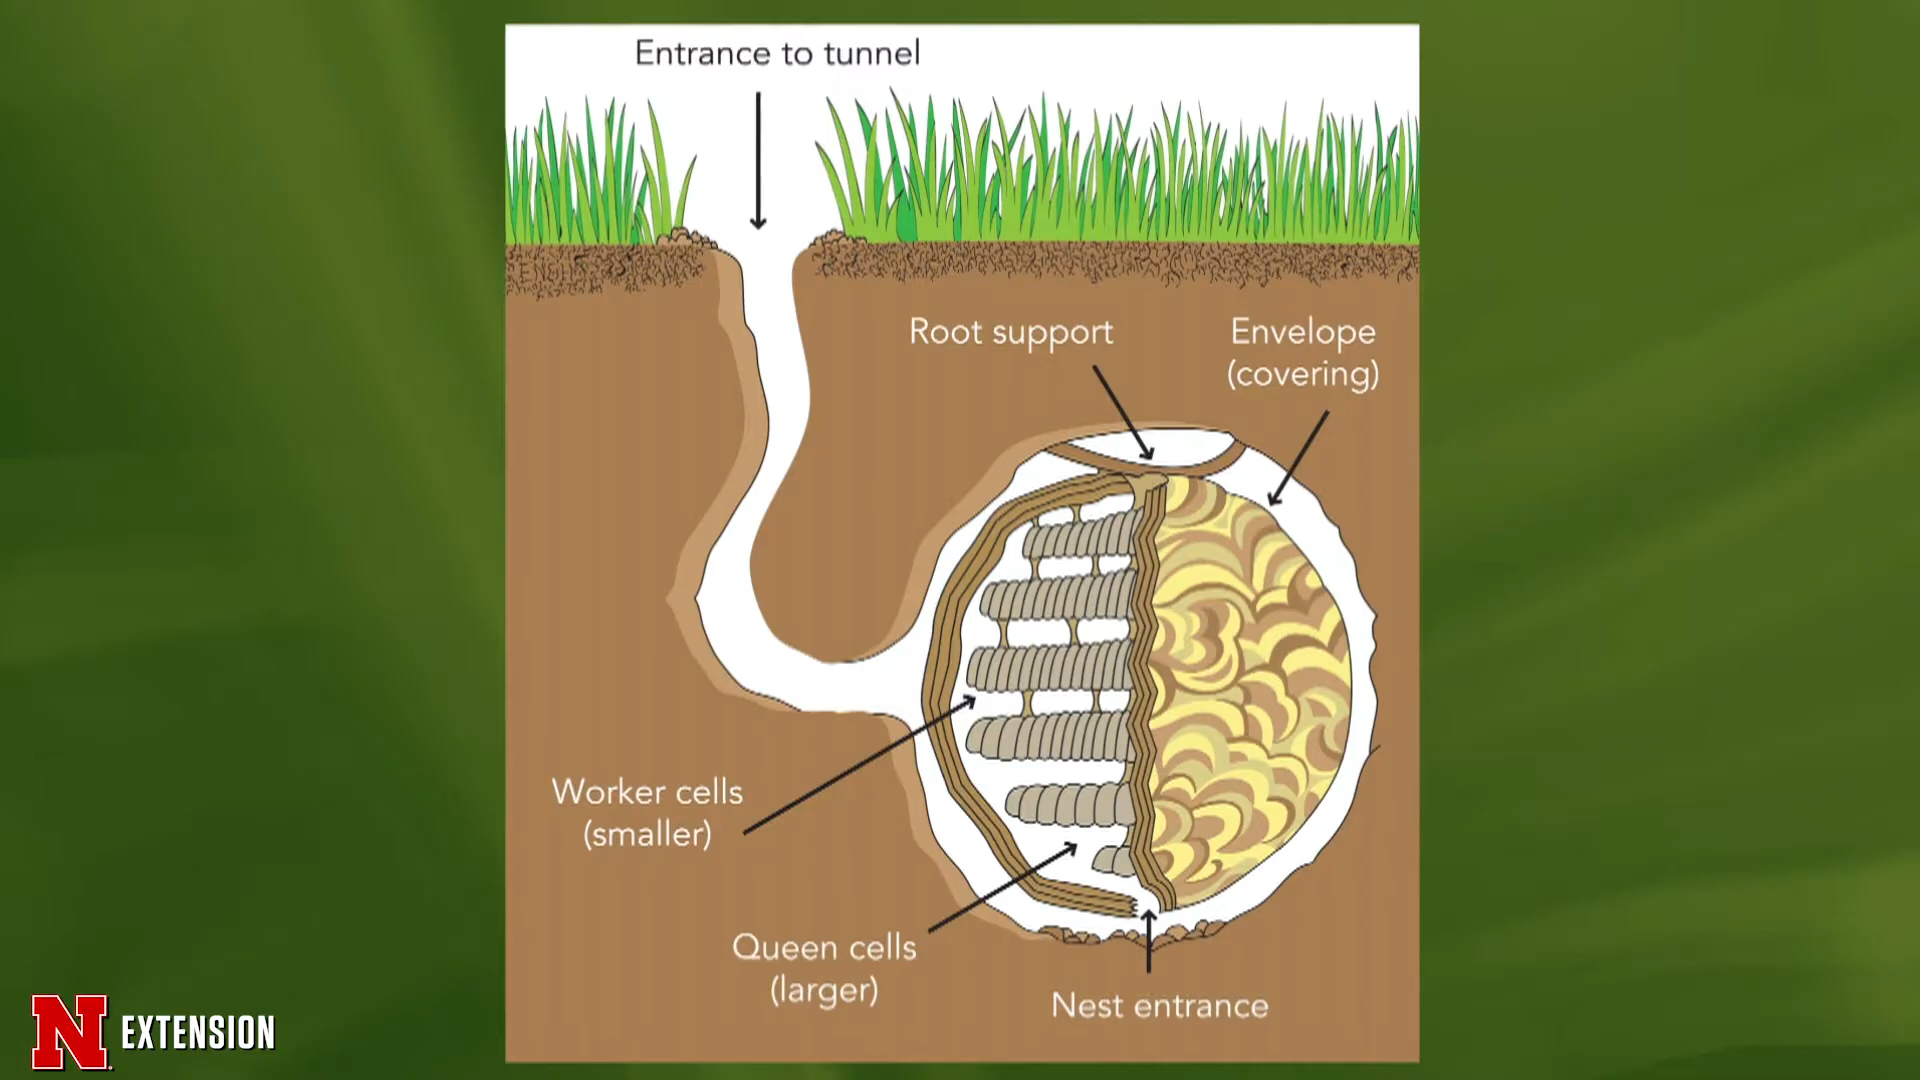 Entrance to tunnel
Root support
Envelope
(covering)
Worker cells
(smaller)
Queen cells
(larger)
Nest entrance
N EXTENSION